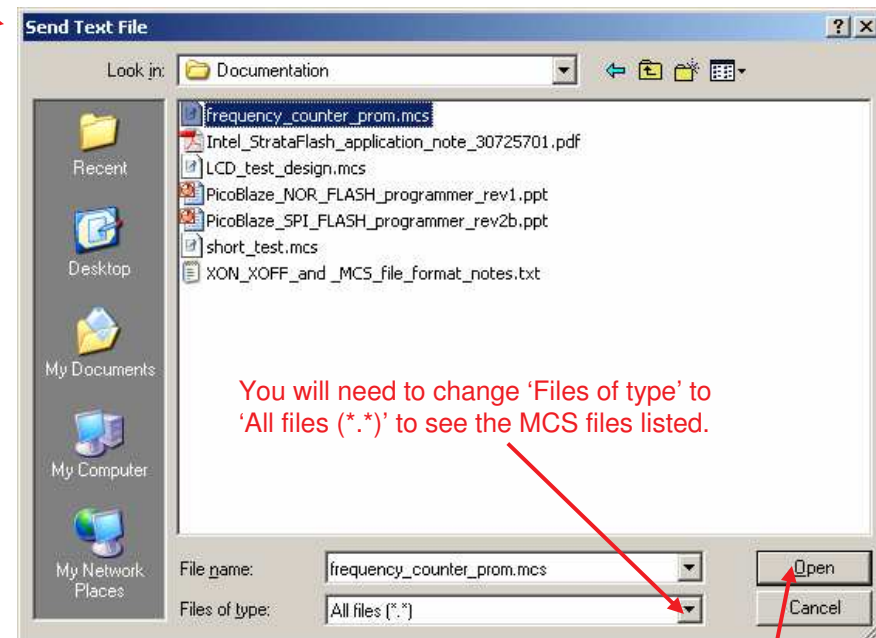 Send Text File
Look in: Documentation
frequency_counter_prom.mcs
Intel_StrataFlash_application_note_30725701.pdf
LCD_test_design.mcs
PicoBlaze_NOR_FLASH_programmer_rev1.ppt
PicoBlaze_SPI_FLASH_programmer_rev2b.ppt
short_test.mcs
XON_XOFF_and _MCS_file_format_notes.txt
Recent
Desktop
My Documents
My Computer
My Network
Places
You will need to change ‘Files of type’ to
‘All files (*.*)’ to see the MCS files listed.
File name: frequency_counter_prom.mcs Open
Files of type: All files (*.*) Cancel